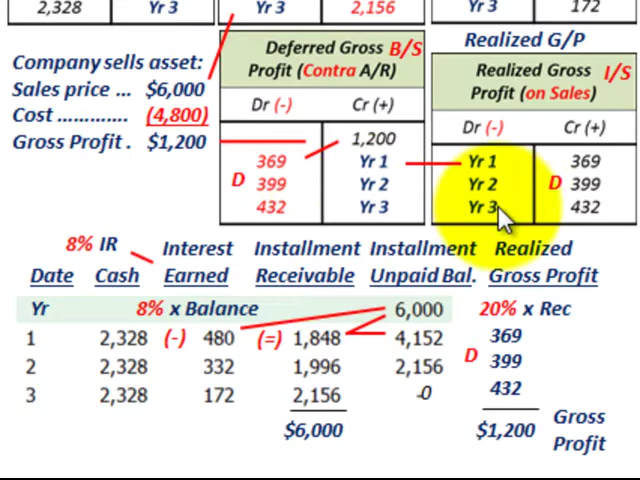 2,328 Yr 3 Yr 3 2,156 Yr 3 172
Realized G/P
Company sells asset:
Sales price ... $6,000
Cost ............. (4,800)
Gross Profit . $1,200
Deferred Gross B/S
Profit (Contra A/R)
Dr (-) Cr (+)
1,200
369 Yr 1
D 399 Yr 2
432 Yr 3
Realized Gross I/S
Profit (on Sales)
Dr (-) Cr (+)
Yr 1 369
Yr 2 D 399
Yr 3 432
8% IR Interest Installment Installment Realized
Date Cash Earned Receivable Unpaid Bal. Gross Profit
Yr 8% x Balance 6,000 20% x Rec
1 2,328 (-) 480 (=) 1,848 4,152 369
2 2,328 332 1,996 2,156 D 399
3 2,328 172 2,156 -0 432
$6,000 $1,200 Gross
Profit